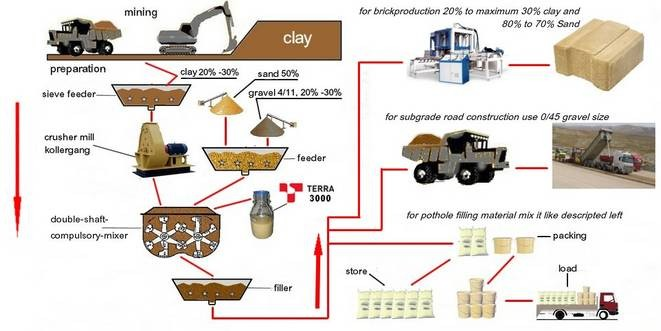 mining
clay
preparation
clay 20% -30%
sand 50%
gravel 4/11, 20% -30%
sieve feeder
crusher mill
kollergang
feeder
TERRA
3000
double-shaft-
compulsory-mixer
filler
for brickproduction 20% to maximum 30% clay and
80% to 70% Sand
for subgrade road construction use 0/45 gravel size
for pothole filling material mix it like descripted left
packing
store
load